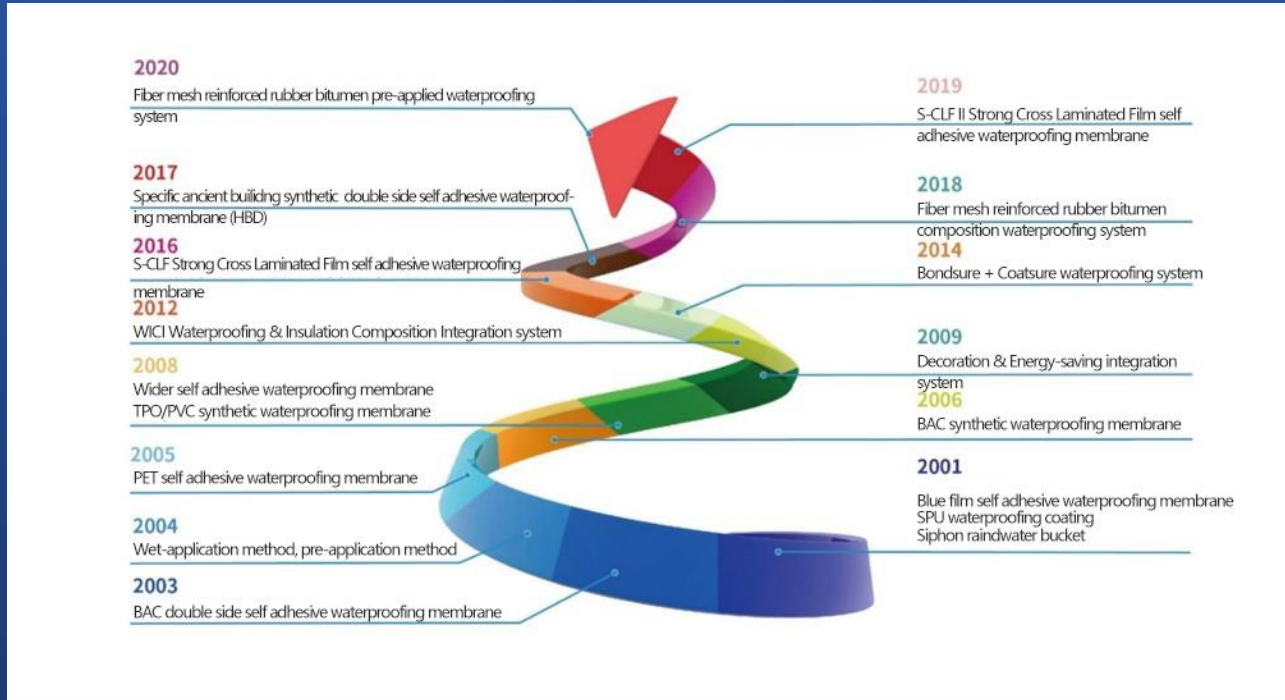 2020
Fiber mesh reinforced rubber bitumen pre-applied waterproofing
system
2017
Specific ancient builidng synthetic double side self adhesive waterproof-
ing membrane (HBD)
2016
S-CLF Strong Cross Laminated Film self adhesive waterproofing
membrane
2012
WICI Waterproofing & Insulation Composition Integration system
2008
Wider self adhesive waterproofing membrane
TPO/PVC synthetic waterproofing membrane
2005
PET self adhesive waterproofing membrane
2004
Wet-application method, pre-application method
2003
BAC double side self adhesive waterproofing membrane
2019
S-CLF II Strong Cross Laminated Film self
adhesive waterproofing membrane
2018
Fiber mesh reinforced rubber bitumen
composition waterproofing system
2014
Bondsure + Coatsure waterproofing system
2009
Decoration & Energy-saving integration
system
2006
BAC synthetic waterproofing membrane
2001
Blue film self adhesive waterproofing membrane
SPU waterproofing coating
Siphon raindwater bucket